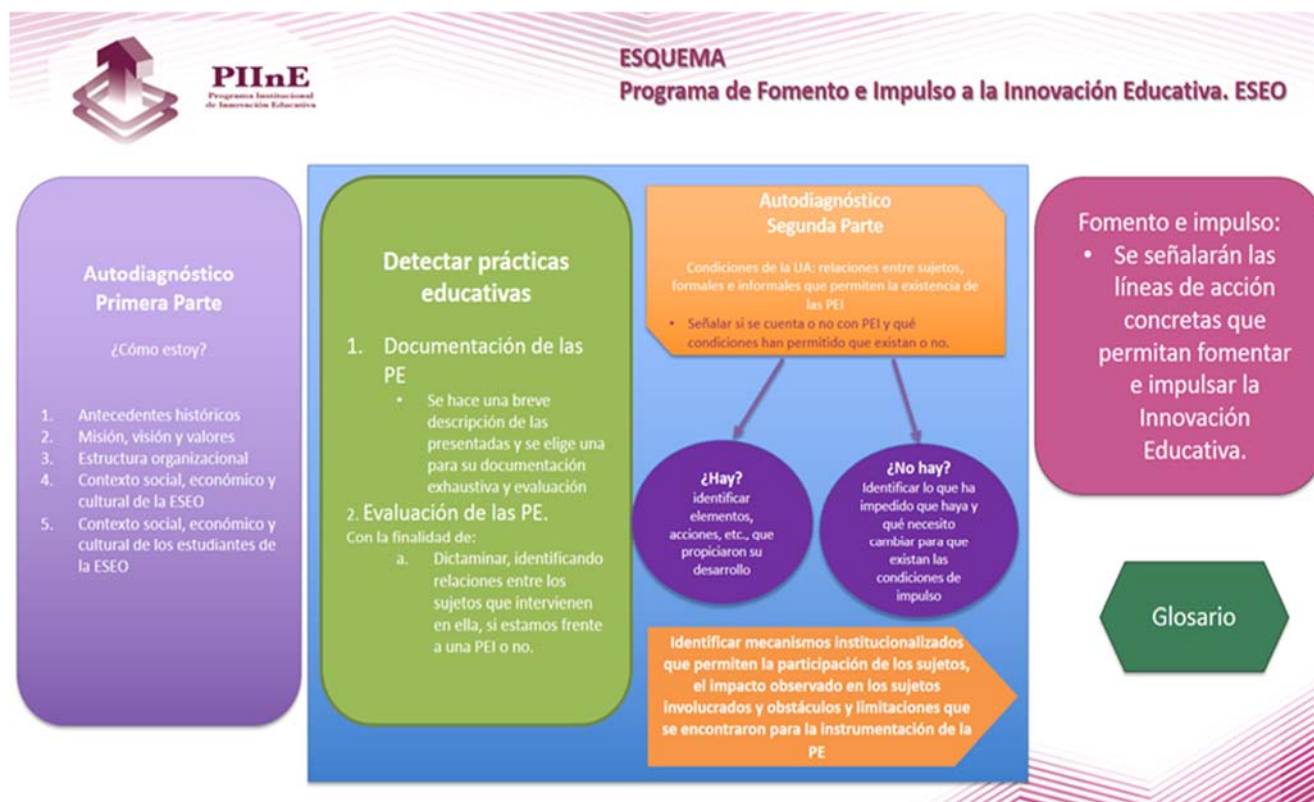 PIInE
Programa Institucional
de Innovación Educativa
ESQUEMA
Programa de Fomento e Impulso a la Innovación Educativa. ESEO
Autodiagnóstico
Primera Parte
¿Cómo estoy?
1. Antecedentes históricos
2. Misión, visión y valores
3. Estructura organizacional
4. Contexto social, económico y
cultural de la ESEO
5. Contexto social, económico y
cultural de los estudiantes de
la ESEO
Detectar prácticas
educativas
1. Documentación de las
PE
• Se hace una breve
descripción de las
presentadas y se elige una
para su documentación
exhaustiva y evaluación
2. Evaluación de las PE.
Con la finalidad de:
a. Dictaminar, identificando
relaciones entre los
sujetos que intervienen
en ella, si estamos frente
a una PEI o no.
Autodiagnóstico
Segunda Parte
Condiciones de la UA: relaciones entre sujetos,
formales e informales que permiten la existencia de
las PEI
• Señalar si se cuenta o no con PEI y qué
condiciones han permitido que existan o no.
¿Hay?
identificar
elementos,
acciones, etc., que
propiciaron su
desarrollo
¿No hay?
Identificar lo que ha
impedido que haya y
qué necesito
cambiar para que
existan las
condiciones de
impulso
Identificar mecanismos institucionalizados
que permiten la participación de los sujetos,
el impacto observado en los sujetos
involucrados y obstáculos y limitaciones que
se encontraron para la instrumentación de la
PE
Fomento e impulso:
• Se señalarán las
líneas de acción
concretas que
permitan fomentar
e impulsar la
Innovación
Educativa.
Glosario